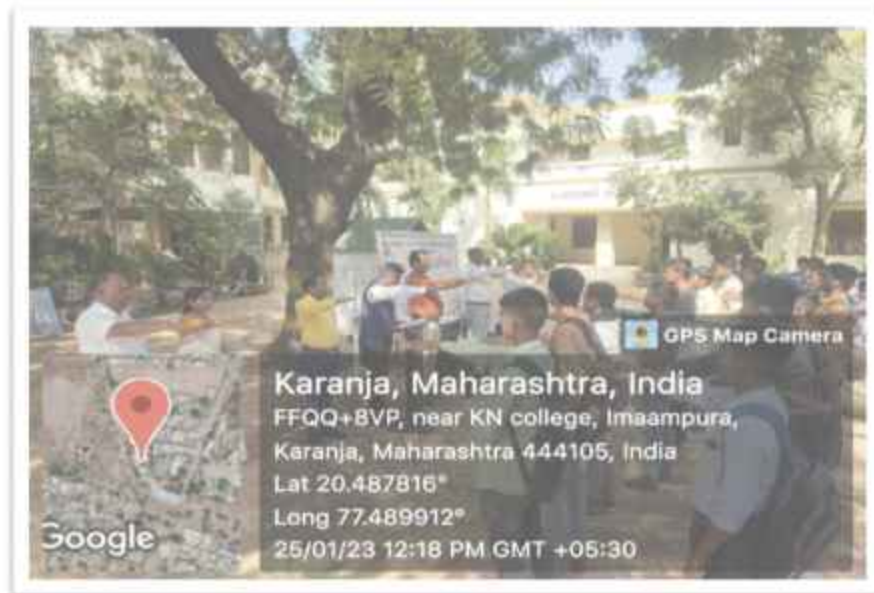 GPS Map Camera
Karanja, Maharashtra, India
FFQQ+8VP, near KN college, Imaampura,
Karanja, Maharashtra 444105, India
Lat 20.487816°
Long 77.489912°
25/01/23 12:18 PM GMT +05:30
Google